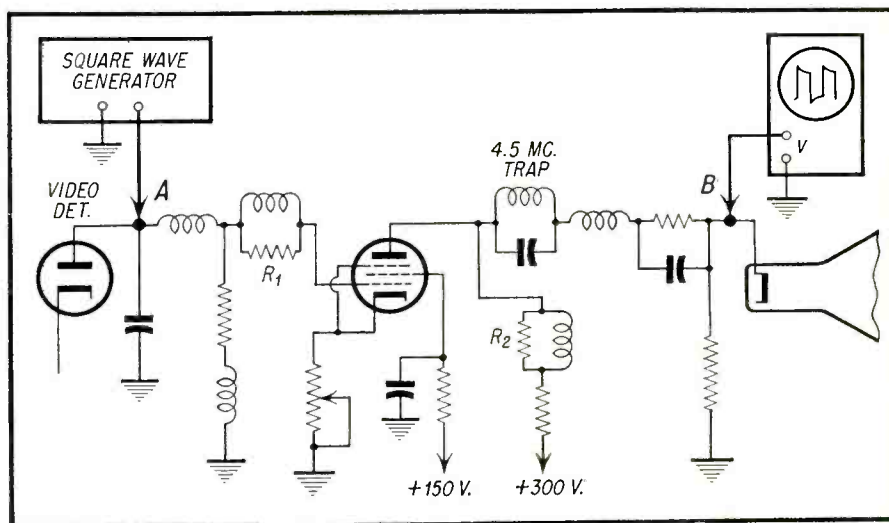 SQUARE WAVE
GENERATOR
VIDEO
DET.
A
R1
4.5 MC.
TRAP
B
V
R2
+150 V.
+300 V.